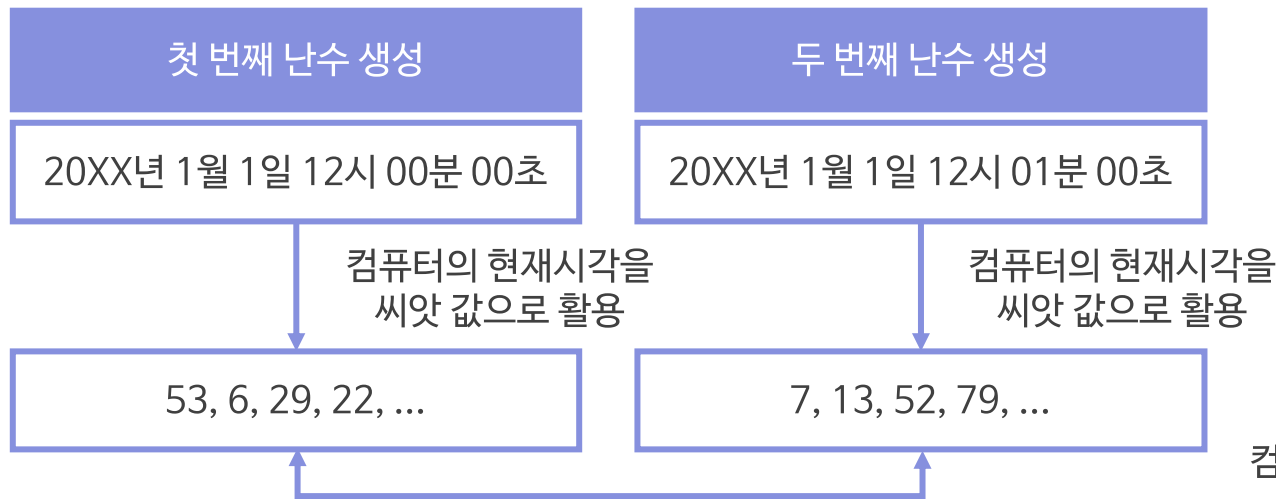 첫 번째 난수 생성
두 번째 난수 생성
20XX년 1월 1일 12시 00분 00초
20XX년 1월 1일 12시 01분 00초
컴퓨터의 현재시각을
씨앗 값으로 활용
컴퓨터의 현재시각을
씨앗 값으로 활용
53, 6, 29, 22, ...
7, 13, 52, 79, ...